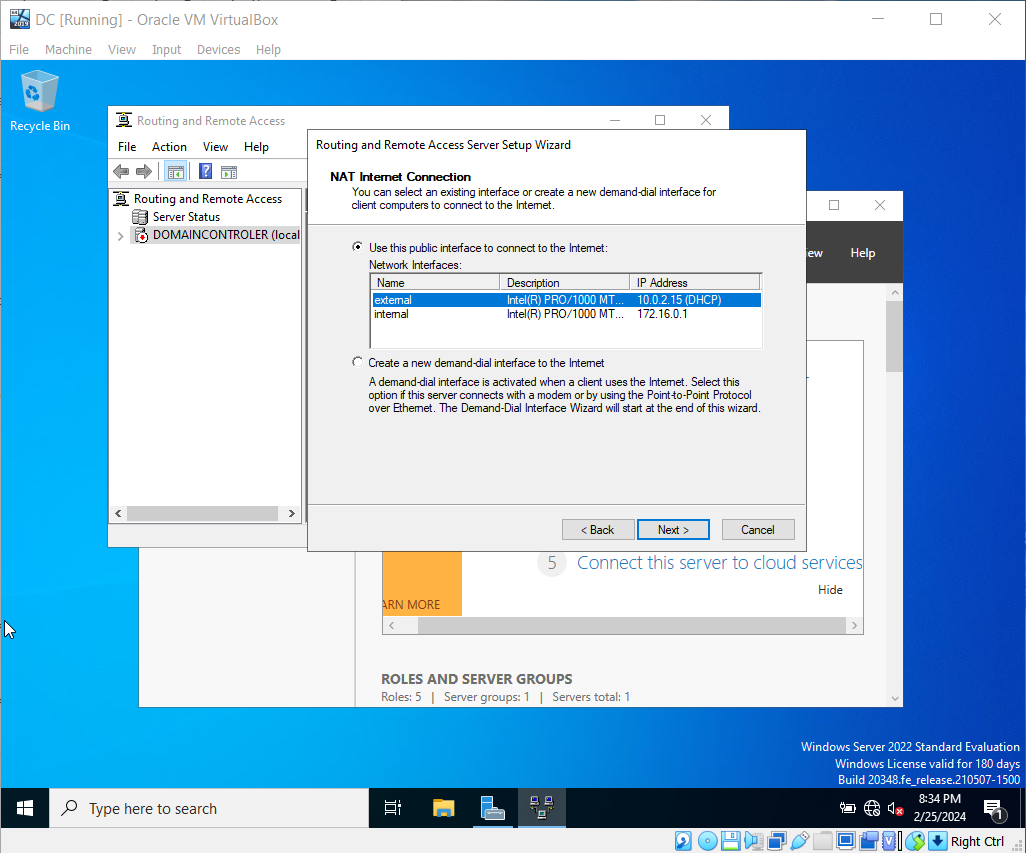 DC [Running] - Oracle VM VirtualBox
File Machine View Input Devices Help
Recycle Bin
Routing and Remote Access
File Action View Help
Routing and Remote Access
Server Status
DOMAINCONTROLER (local
Routing and Remote Access Server Setup Wizard
NAT Internet Connection
You can select an existing interface or create a new demand-dial interface for
client computers to connect to the Internet.
Use this public interface to connect to the Internet:
Network Interfaces:
Name Description IP Address
external Intel(R) PRO/1000 MT... 10.0.2.15 (DHCP)
internal Intel(R) PRO/1000 MT... 172.16.0.1
Create a new demand-dial interface to the Internet
A demand-dial interface is activated when a client uses the Internet. Select this
option if this server connects with a modem or by using the Point-to-Point Protocol
over Ethernet. The Demand-Dial Interface Wizard will start at the end of this wizard.
< Back Next > Cancel
ew Help
5 Connect this server to cloud services
Hide
ARN MORE
ROLES AND SERVER GROUPS
Roles: 5 | Server groups: 1 | Servers total: 1
Windows Server 2022 Standard Evaluation
Windows License valid for 180 days
Build 20348.fe_release.210507-1500
Type here to search
8:34 PM
2/25/2024
1
Right Ctrl